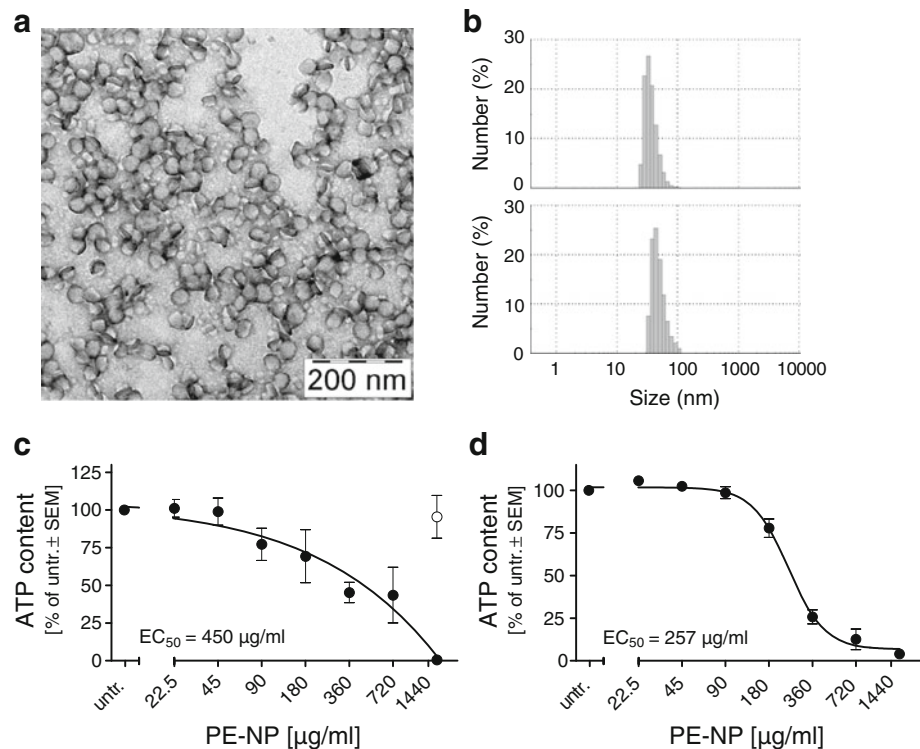 a
200 nm
b
Number (%)
30
20
10
0
Number (%)
30
20
10
0
1 10 100 1000 10000
Size (nm)
c
ATP content
[% of untr.± SEM]
125
100
75
50
25
0
EC50 = 450 µg/ml
untr. 22.5 45 90 180 360 720 1440
PE-NP [µg/ml]
d
ATP content
[% of untr.± SEM]
100
75
50
25
0
EC50 = 257 µg/ml
untr. 22.5 45 90 180 360 720 1440
PE-NP [µg/ml]